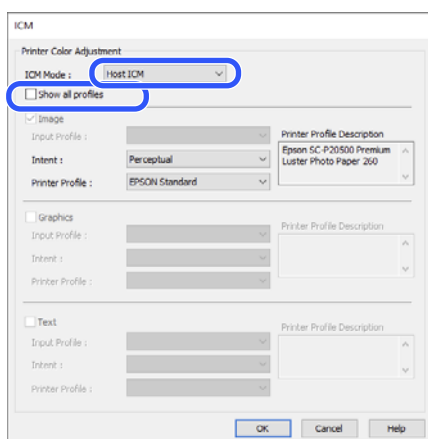 ICM
Printer Color Adjustment
ICM Mode : Host ICM
Show all profiles
Image
Input Profile :
Printer Profile Description
Intent : Perceptual
Epson SC-P20500 Premium
Luster Photo Paper 260
Printer Profile : EPSON Standard
Graphics
Input Profile :
Printer Profile Description
Intent :
Printer Profile :
Text
Input Profile :
Printer Profile Description
Intent :
Printer Profile :
OK Cancel Help